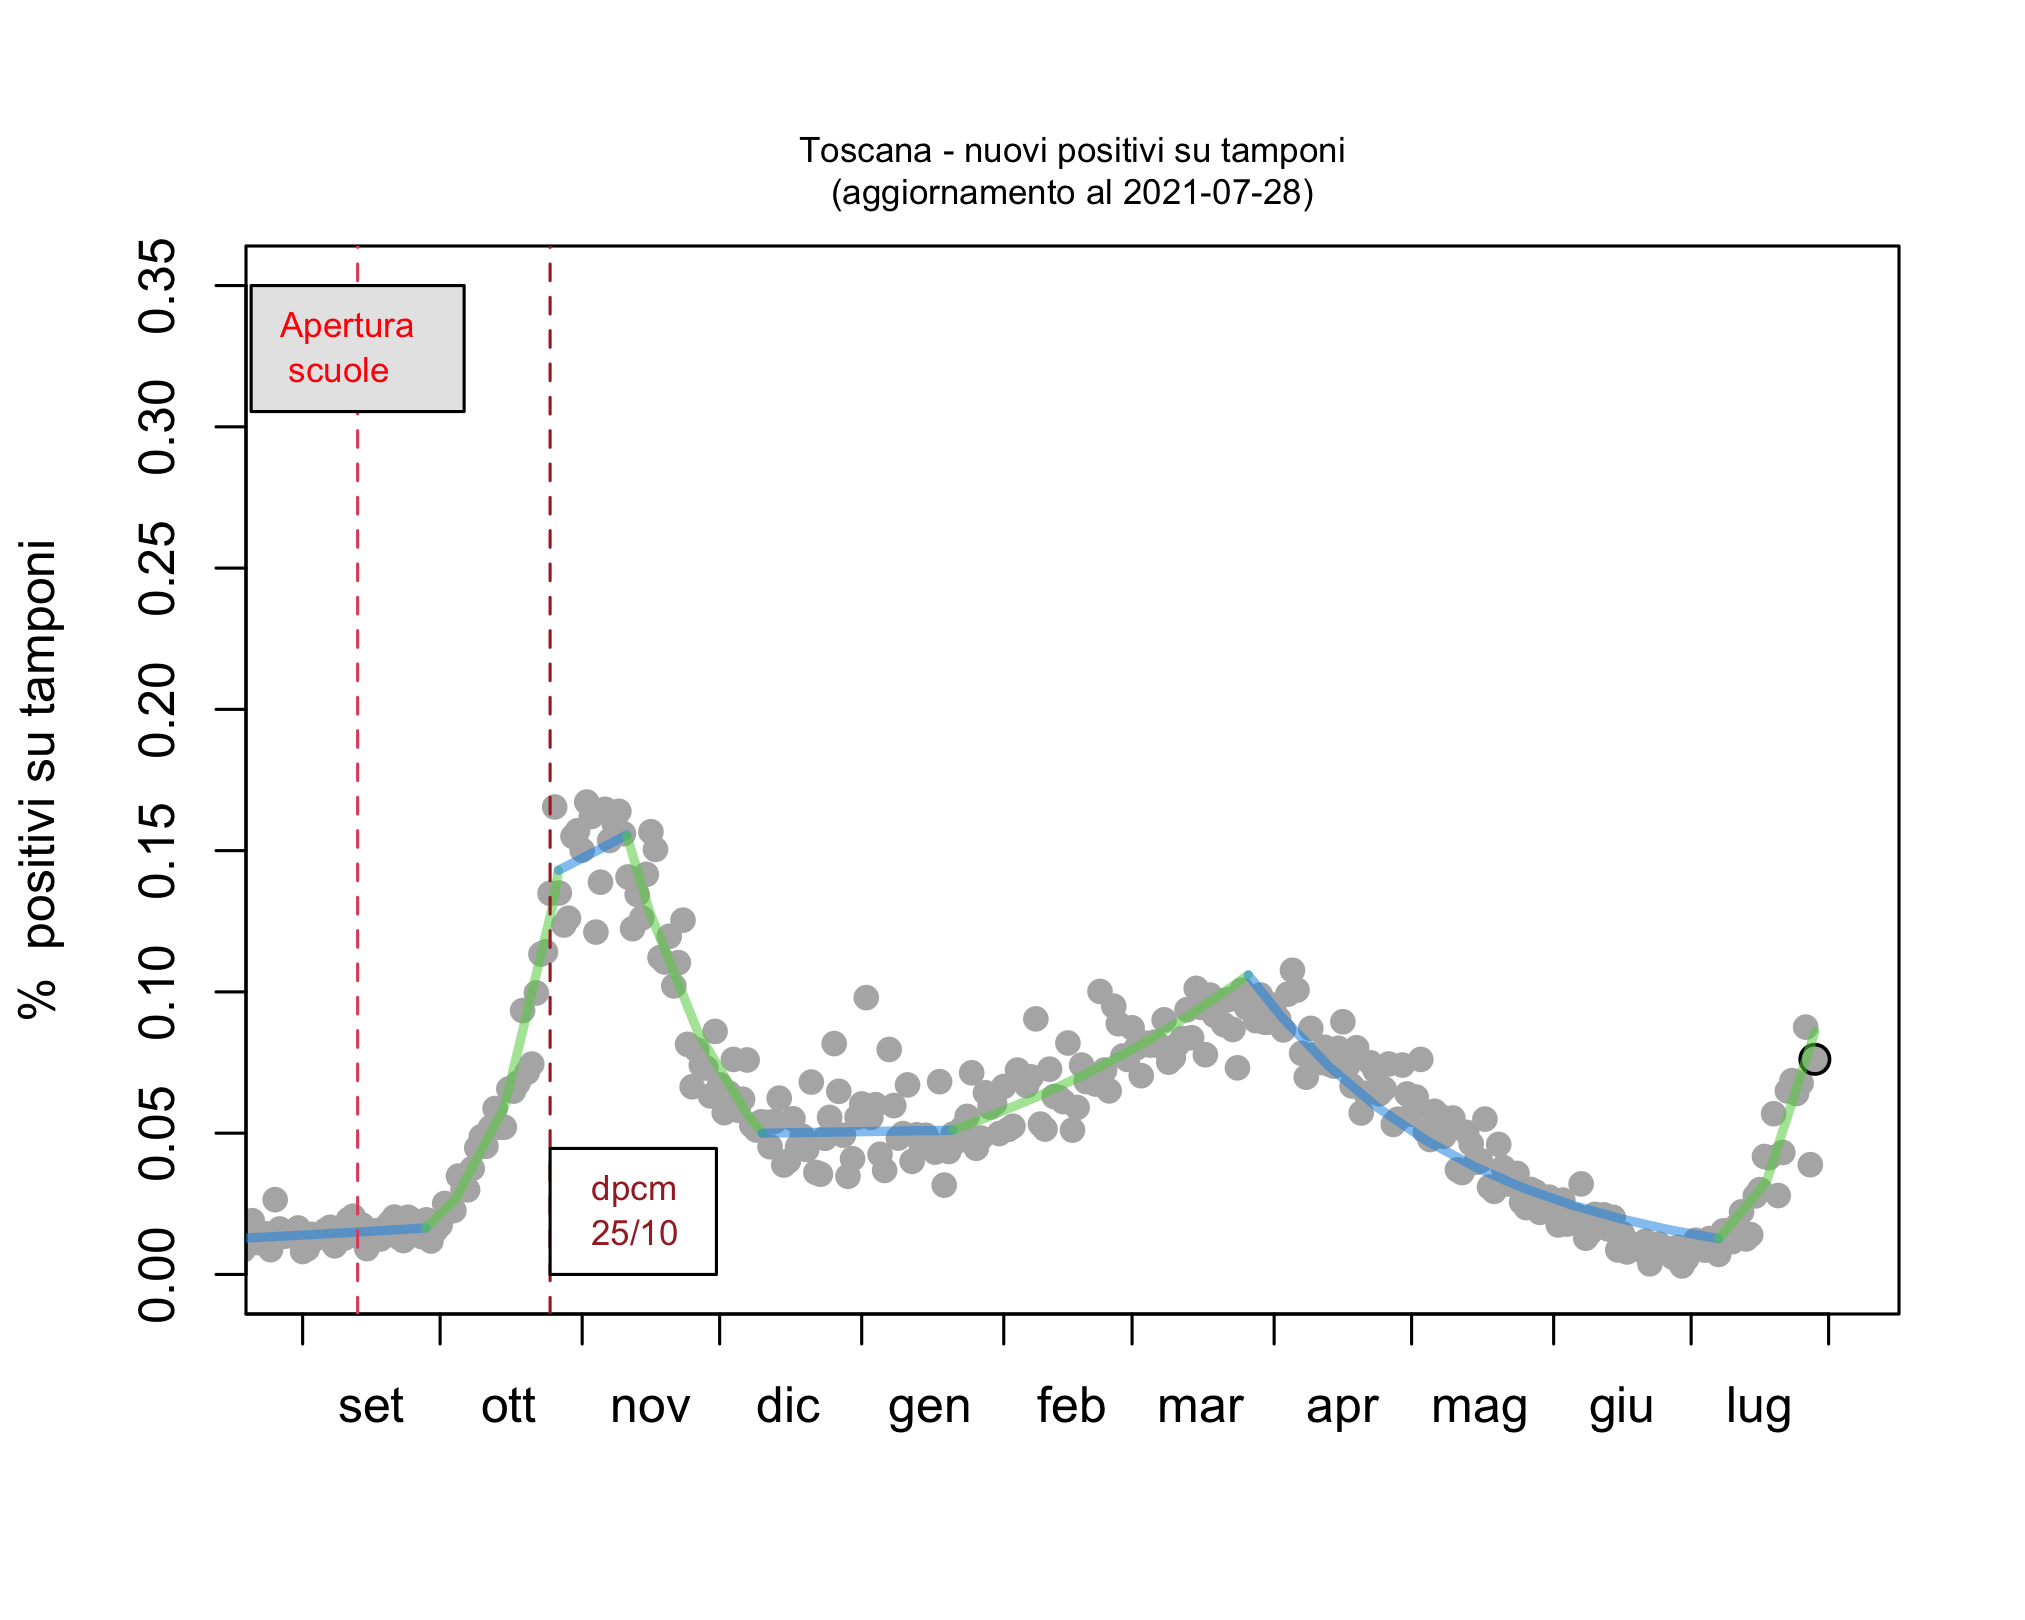 Toscana - nuovi positivi su tamponi
(aggiornamento al 2021-07-28)
% positivi su tamponi
0.35
0.30
0.25
0.20
0.15
0.10
0.05
0.00
Apertura
scuole
dpcm
25/10
set ott nov dic gen feb mar apr mag giu lug